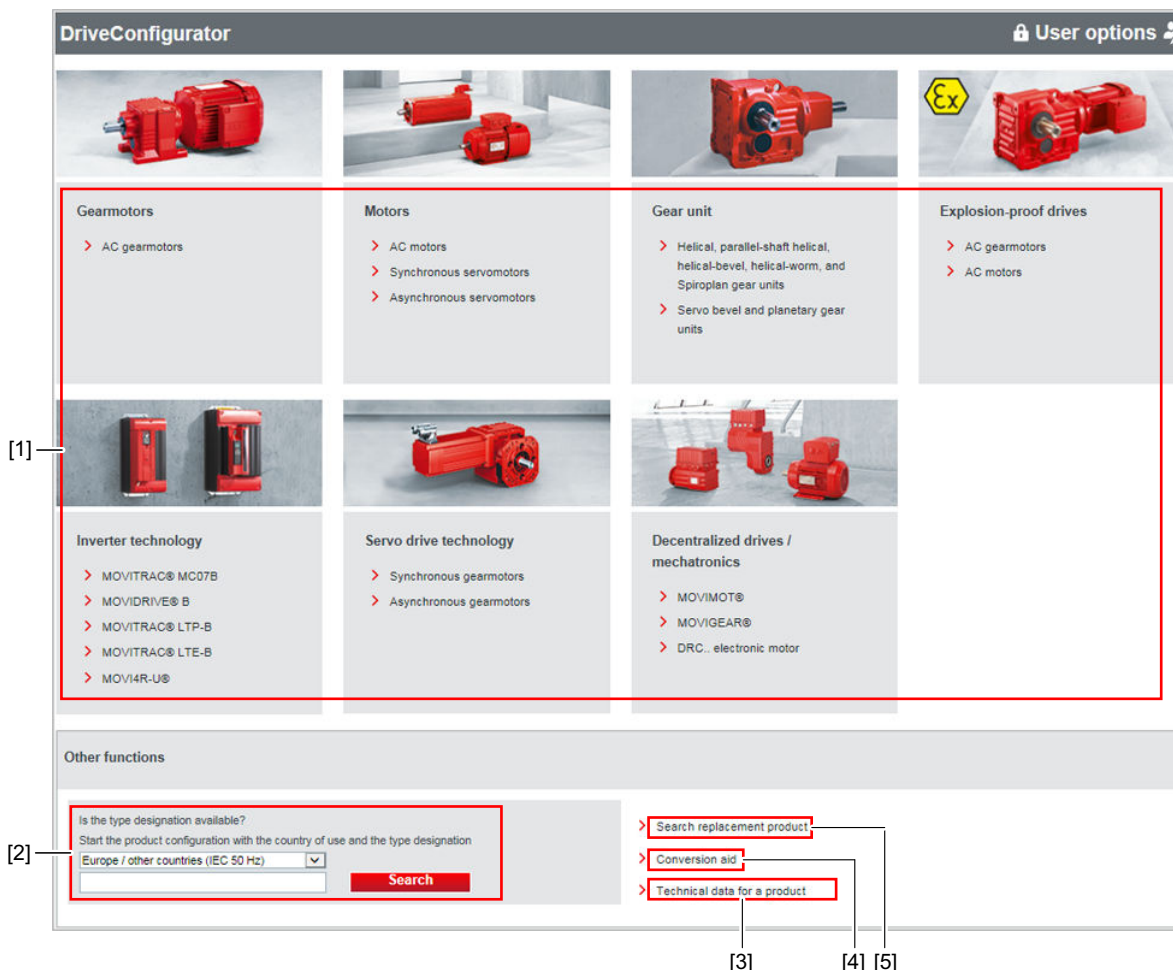 DriveConfigurator
User options
Ex
Gearmotors
AC gearmotors
Motors
AC motors
Synchronous servomotors
Asynchronous servomotors
Gear unit
Helical, parallel-shaft helical,
helical-bevel, helical-worm, and
Spiroplan gear units
Servo bevel and planetary gear
units
Explosion-proof drives
AC gearmotors
AC motors
[1]
Inverter technology
MOVITRAC® MC07B
MOVIDRIVE® B
MOVITRAC® LTP-B
MOVITRAC® LTE-B
MOVI4R-U®
Servo drive technology
Synchronous gearmotors
Asynchronous gearmotors
Decentralized drives /
mechatronics
MOVIMOT®
MOVIGEAR®
DRC.. electronic motor
Other functions
[2]
Is the type designation available?
Start the product configuration with the country of use and the type designation
Europe / other countries (IEC 50 Hz)
Search
Search replacement product
Conversion aid
Technical data for a product
[3] [4] [5]